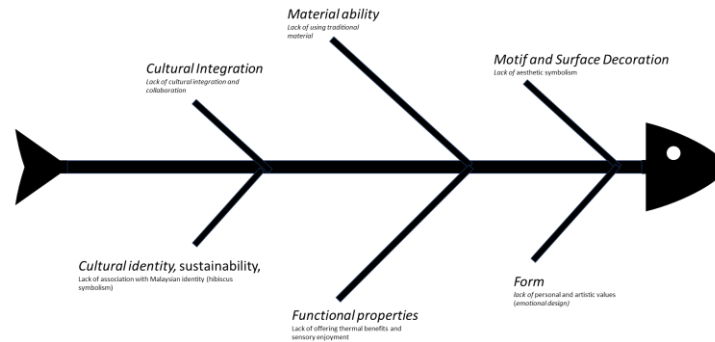 Material ability
Lack of using traditional
material
Motif and Surface Decoration
Lack of aesthetic symbolism
Cultural Integration
Lack of cultural integration and
collaboration
Cultural identity, sustainability,
Lack of association with Malaysian identity (hibiscus
symbolism)
Form
lack of personal and artistic values
(emotional design)
Functional properties
Lack of offering thermal benefits and
sensory enjoyment